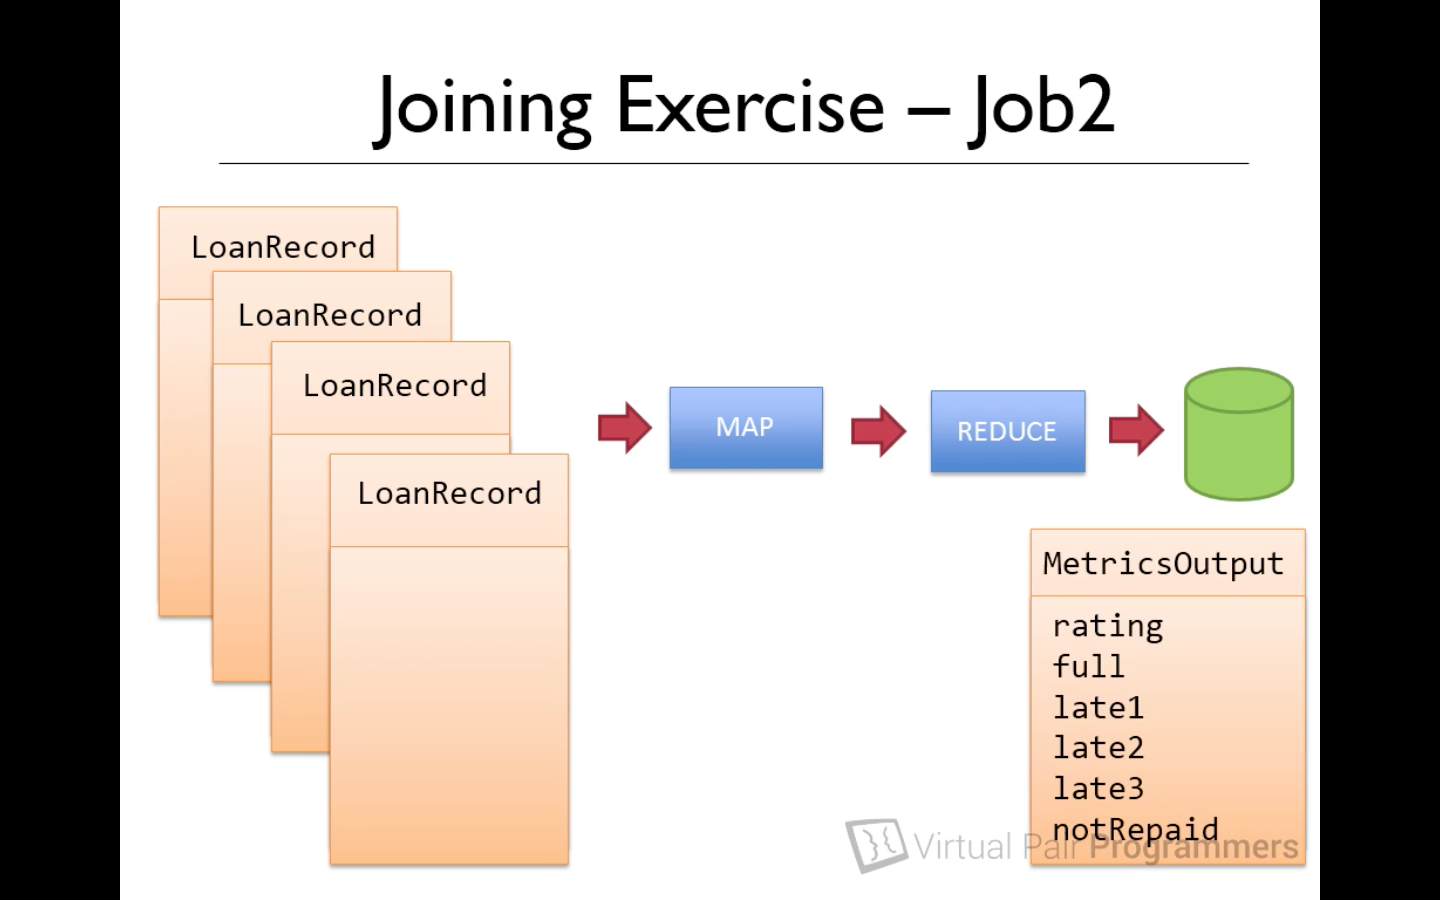 Joining Exercise – Job2
LoanRecord
LoanRecord
LoanRecord
LoanRecord
MAP
REDUCE
MetricsOutput
rating
full
late1
late2
late3
notRepaid
Virtual Pair Programmers